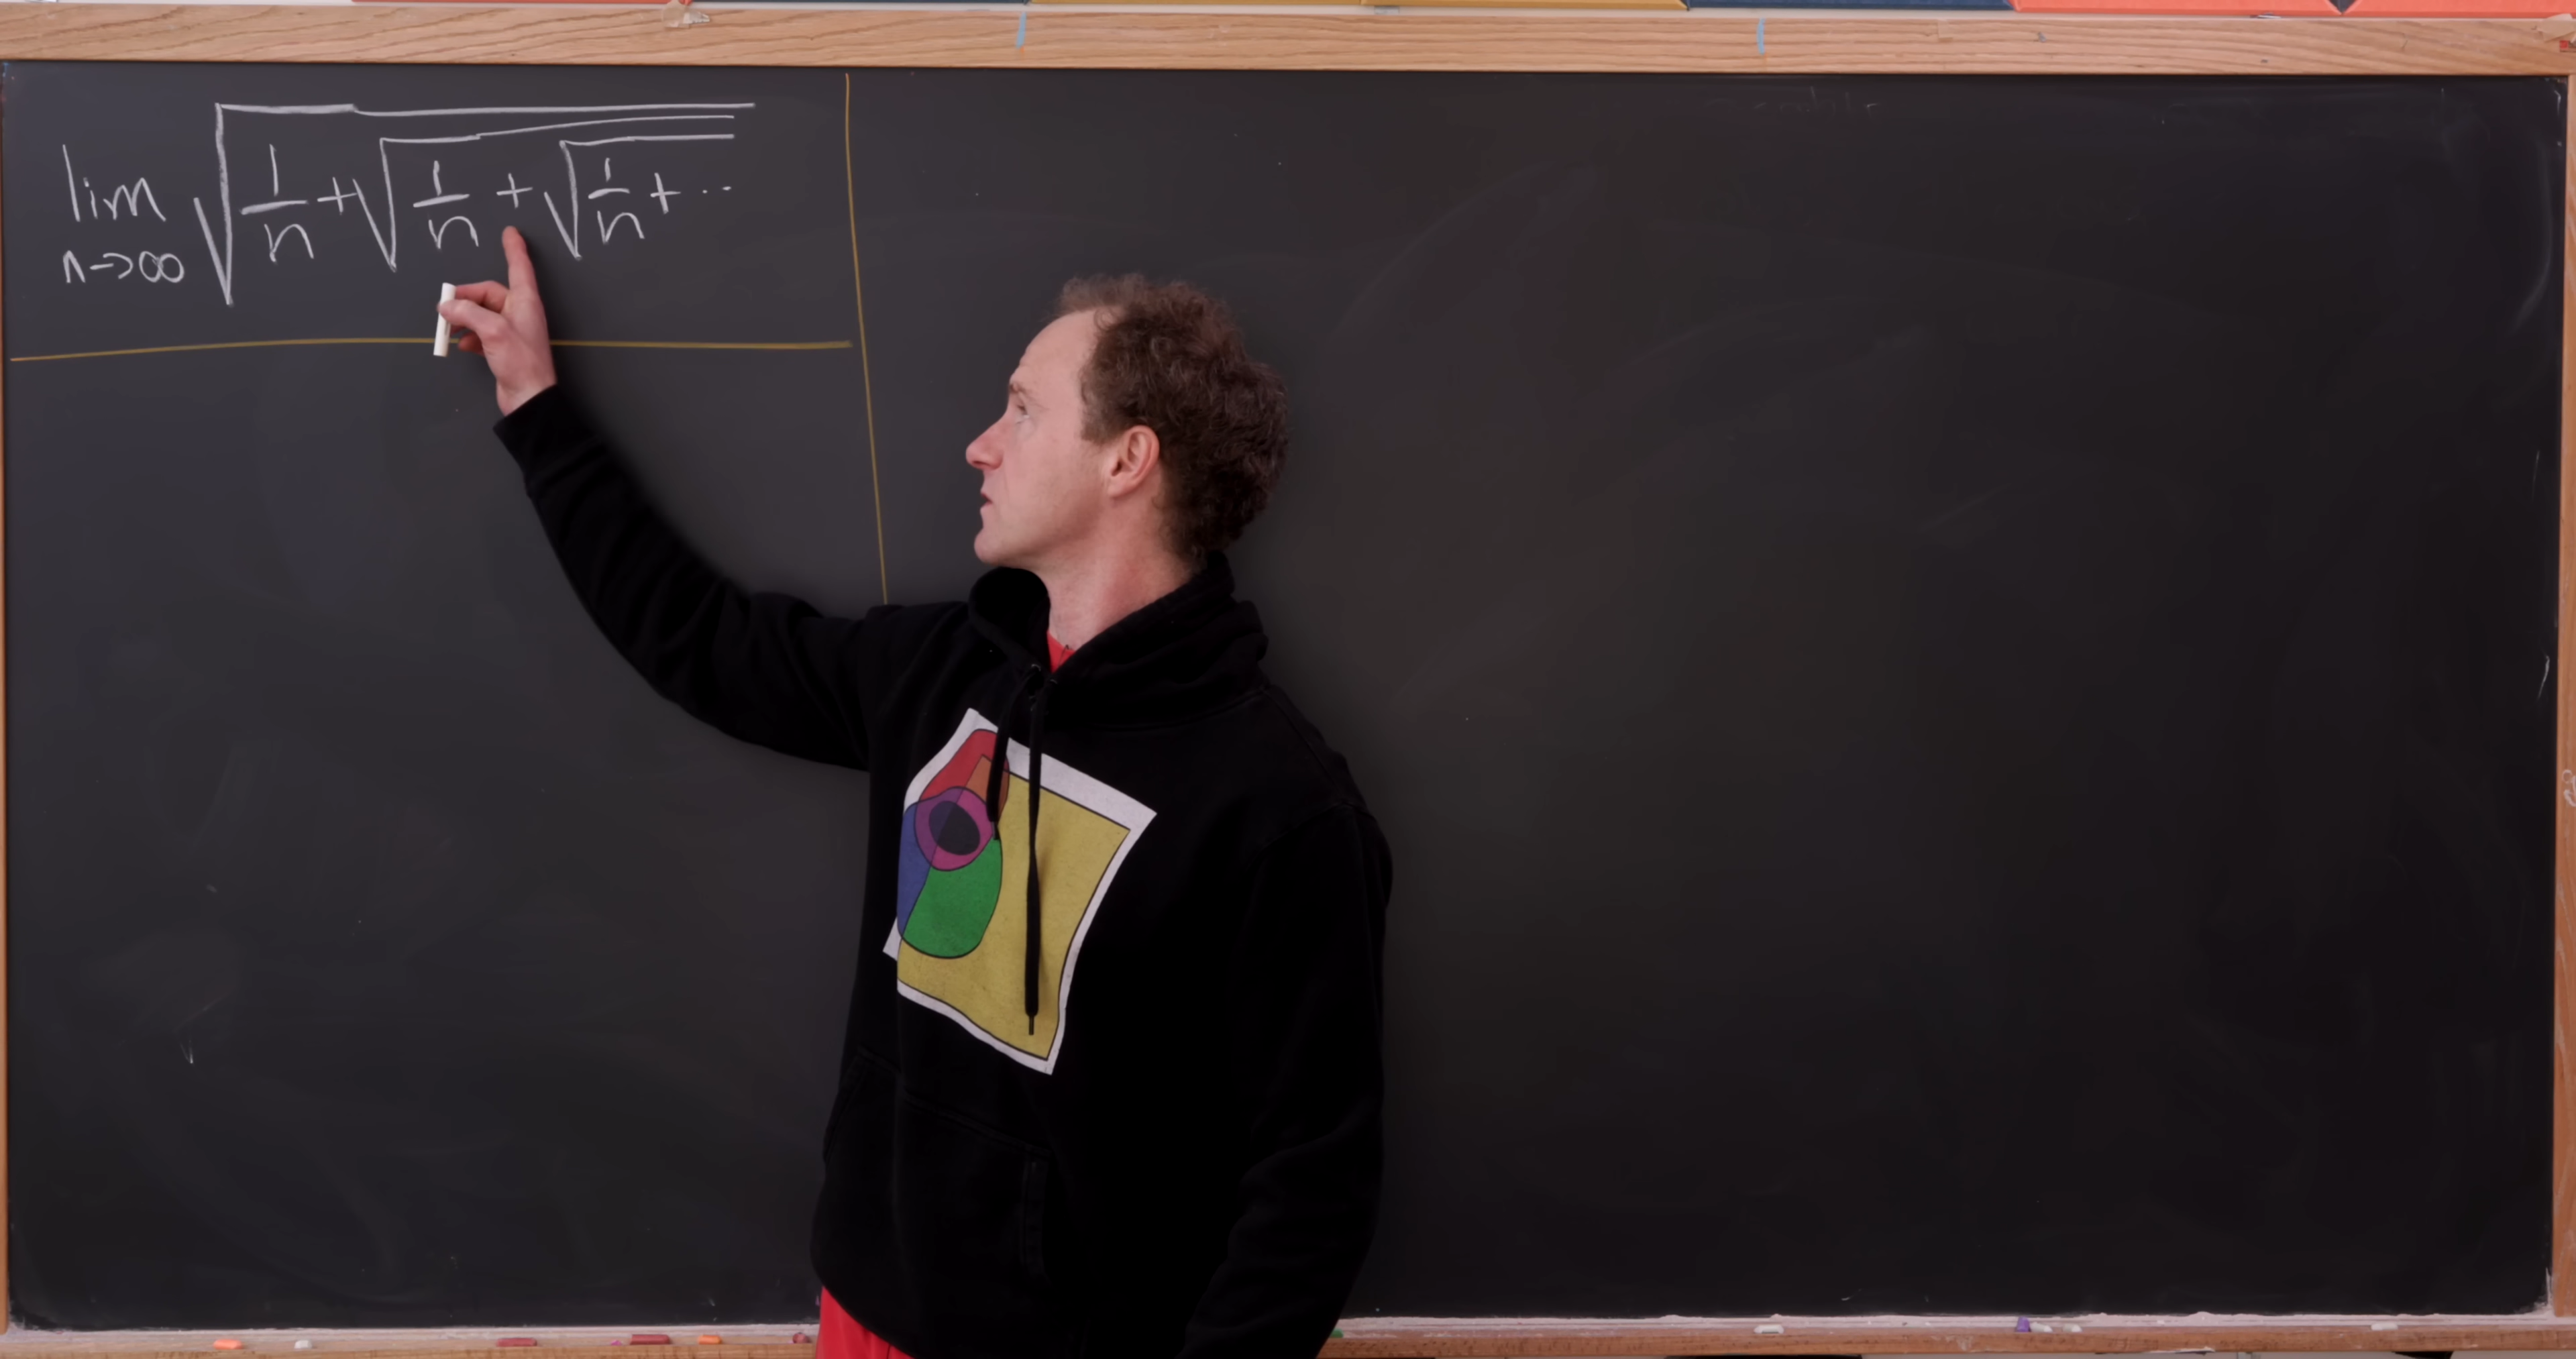 lim n→∞ √(1/n + √(1/n + √(1/n + ···